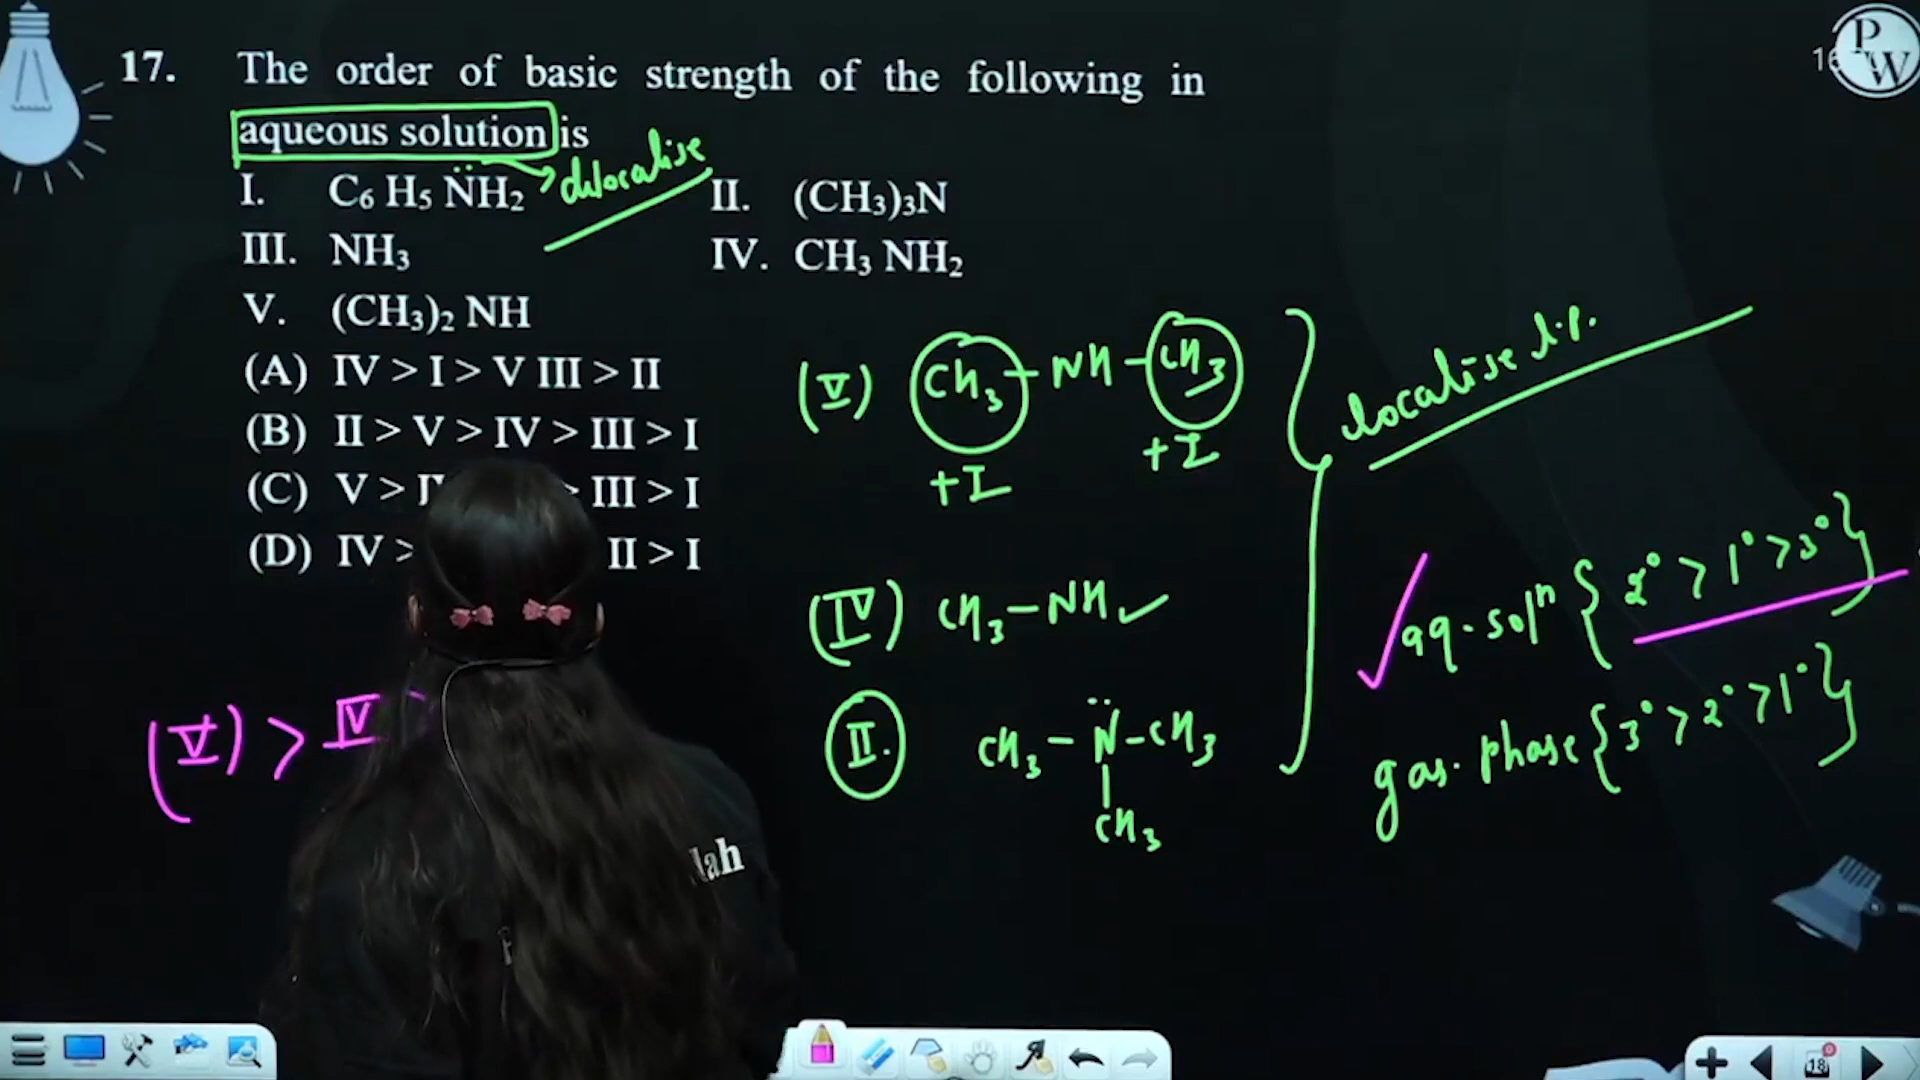 17. The order of basic strength of the following in
aqueous solution is
delocalise
I. C₆ H₅ N̈H₂
II. (CH₃)₃N
III. NH₃
IV. CH₃ NH₂
V. (CH₃)₂ NH
(A) IV > I > V III > II
(B) II > V > IV > III > I
(C) V > > III > I
(D) IV > II > I
(V) CH₃ - NH - CH₃
+I +I
localise l.p.
(IV) CH₃ - NH
II. CH₃ - N̈ - CH₃
CH₃
aq. solⁿ { 2° > 1° > 3° }
gas. phase { 3° > 2° > 1° }
(V) > IV
lah
PW
18